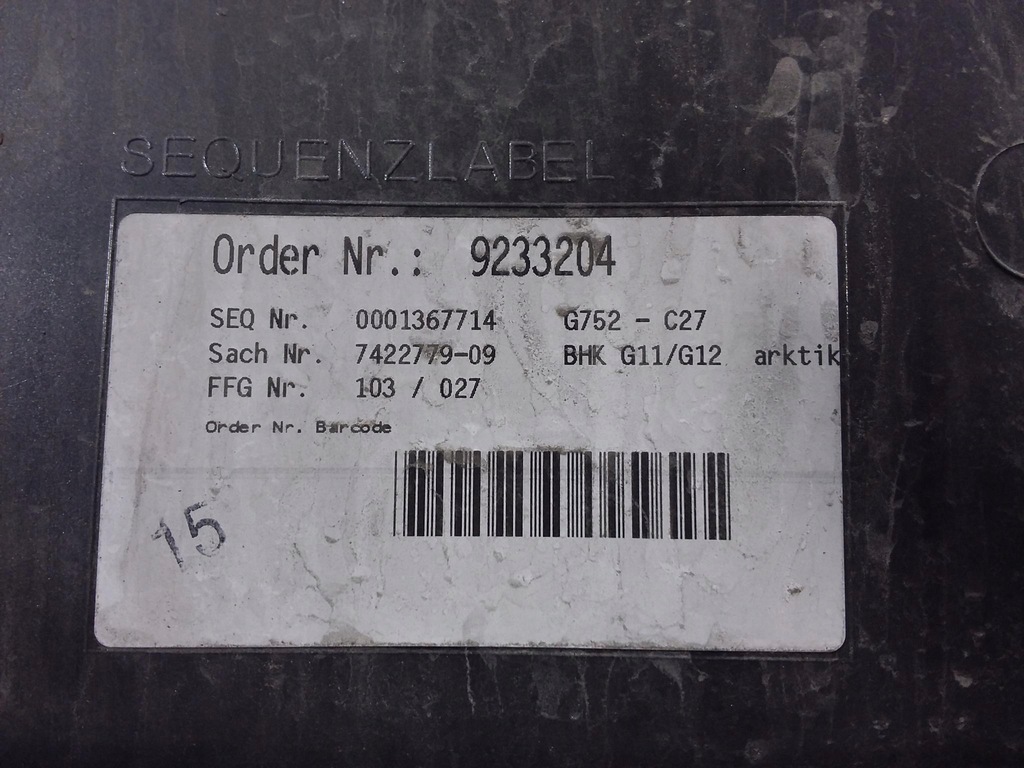 SEQUENZLABEL
Order Nr.: 9233204
SEQ Nr. 0001367714 G752 - C27
Sach Nr. 7422779-09 BHK G11/G12 arktik
FFG Nr. 103 / 027
Order Nr. Barcode
15